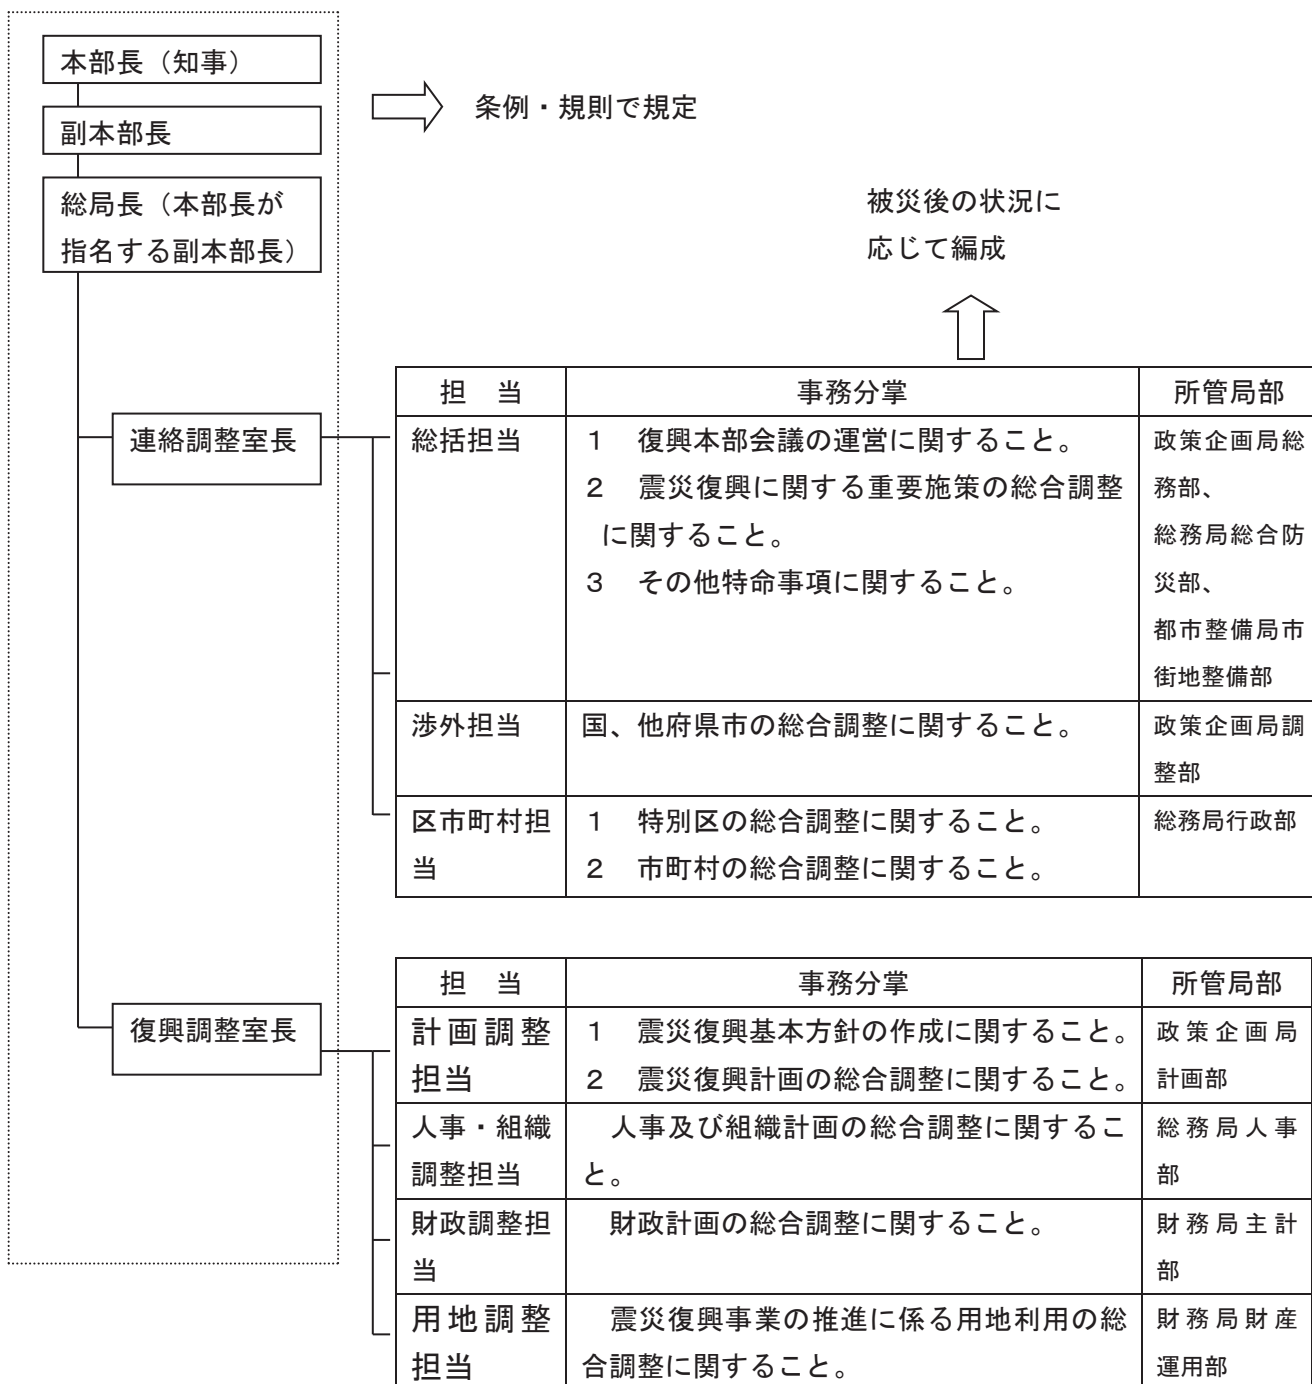 本部長（知事）
副本部長
総局長（本部長が
指名する副本部長）
条例・規則で規定
被災後の状況に
応じて編成
連絡調整室長
担　当
事務分掌
所管局部
総括担当
１　復興本部会議の運営に関すること。
２　震災復興に関する重要施策の総合調整
に関すること。
３　その他特命事項に関すること。
政策企画局総
務部、
総務局総合防
災部、
都市整備局市
街地整備部
渉外担当
国、他府県市の総合調整に関すること。
政策企画局調
整部
区市町村担
当
１　特別区の総合調整に関すること。
２　市町村の総合調整に関すること。
総務局行政部
復興調整室長
担　当
事務分掌
所管局部
計画調整
担当
１　震災復興基本方針の作成に関すること。
２　震災復興計画の総合調整に関すること。
政策企画局
計画部
人事・組織
調整担当
人事及び組織計画の総合調整に関するこ
と。
総務局人事
部
財政調整担
当
財政計画の総合調整に関すること。
財務局主計
部
用地調整
担当
震災復興事業の推進に係る用地利用の総
合調整に関すること。
財務局財産
運用部